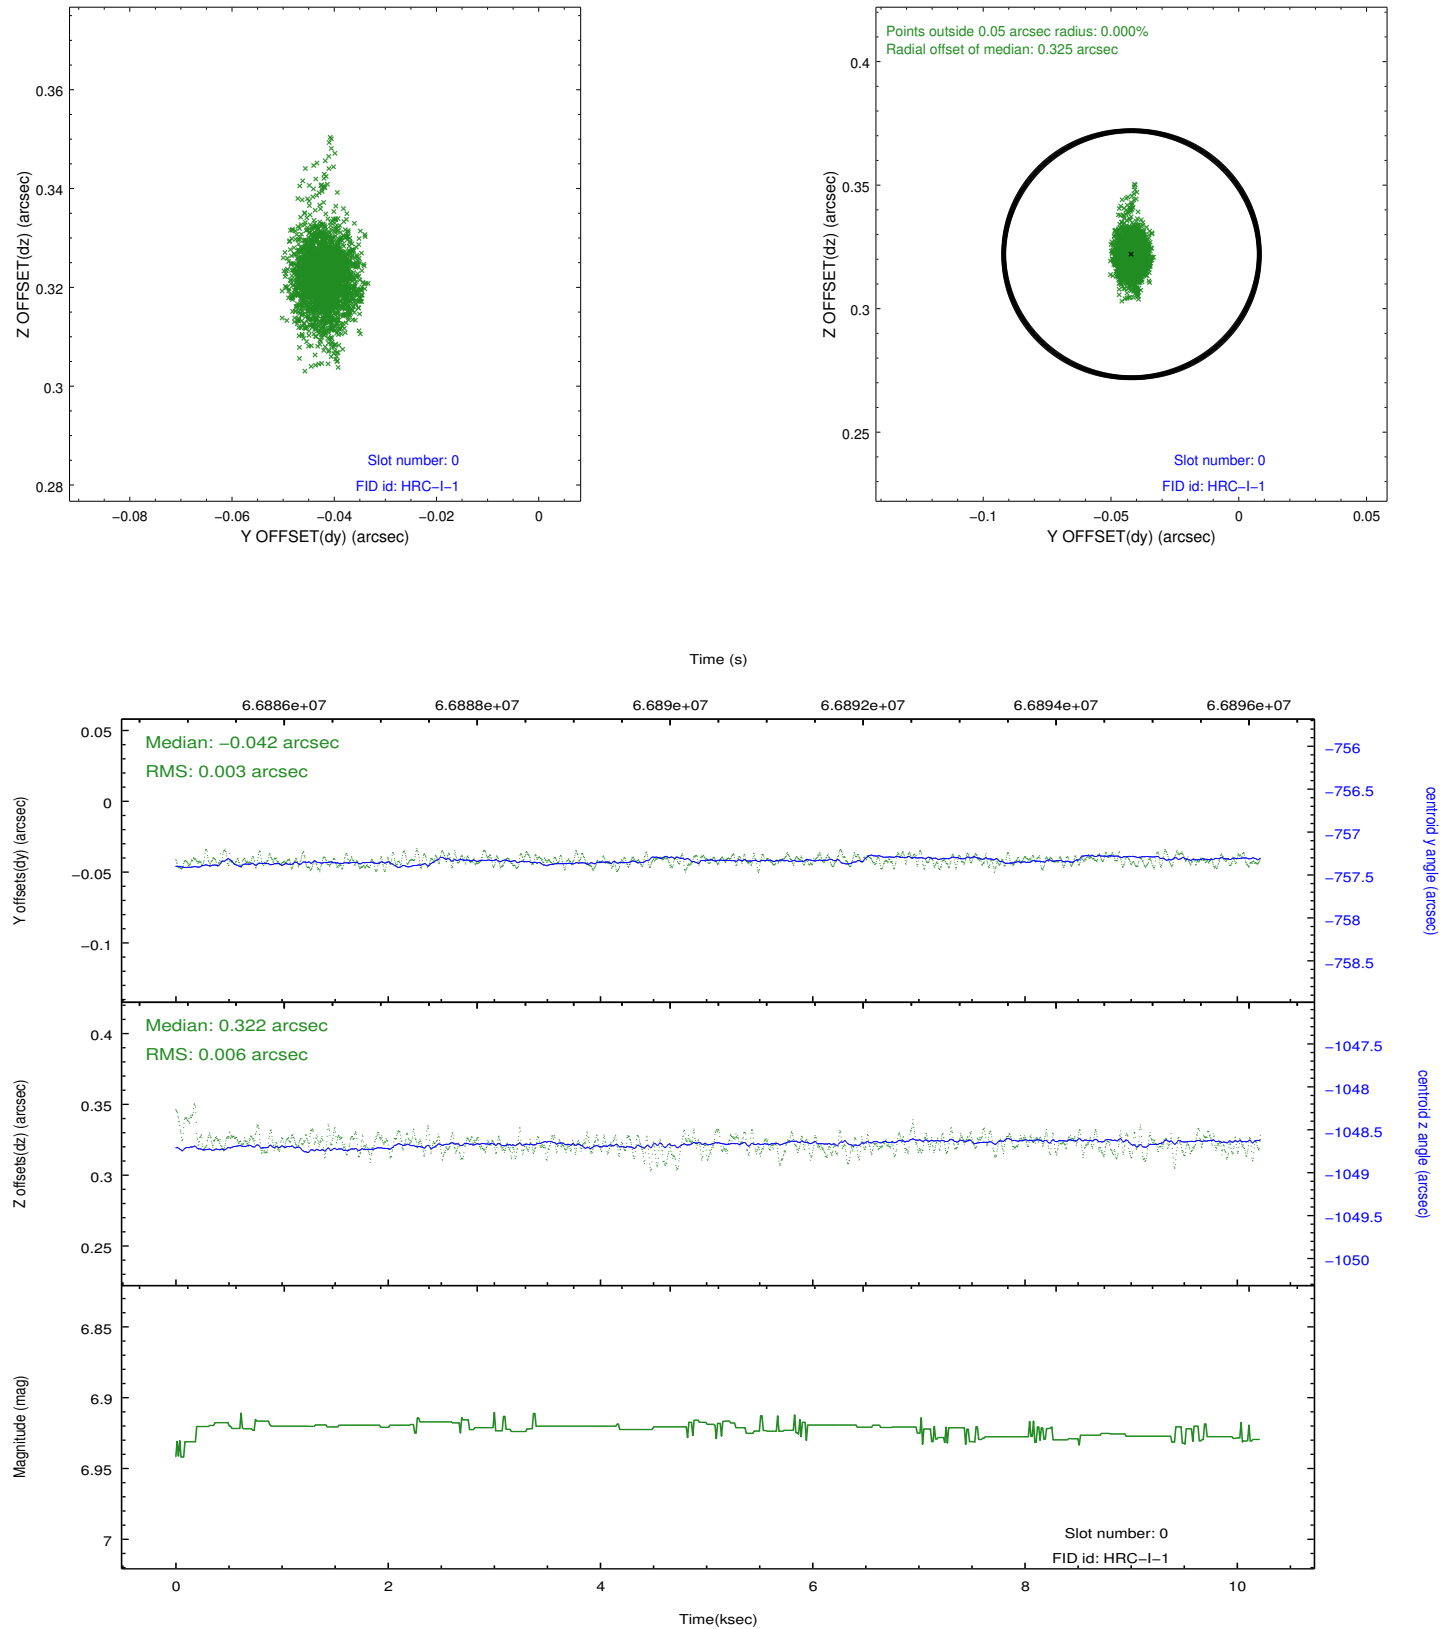 0.36
0.34
0.32
0.3
0.28
Z OFFSET(dz) (arcsec)
Slot number: 0
FID id: HRC−I−1
−0.08
−0.06
−0.04
−0.02
0
Y OFFSET(dy) (arcsec)
Points outside 0.05 arcsec radius: 0.000%
Radial offset of median: 0.325 arcsec
0.4
0.35
0.3
0.25
Z OFFSET(dz) (arcsec)
Slot number: 0
FID id: HRC−I−1
−0.1
−0.05
0
0.05
Y OFFSET(dy) (arcsec)
Time (s)
6.6886e+07
6.6888e+07
6.689e+07
6.6892e+07
6.6894e+07
6.6896e+07
Median: −0.042 arcsec
RMS: 0.003 arcsec
0.05
0
−0.05
−0.1
Y offsets(dy) (arcsec)
−756
−756.5
−757
−757.5
−758
−758.5
centroid y angle (arcsec)
Median: 0.322 arcsec
RMS: 0.006 arcsec
0.4
0.35
0.3
0.25
Z offsets(dz) (arcsec)
−1047.5
−1048
−1048.5
−1049
−1049.5
−1050
centroid z angle (arcsec)
6.85
6.9
6.95
7
Magnitude (mag)
Slot number: 0
FID id: HRC−I−1
0
2
4
6
8
10
Time(ksec)